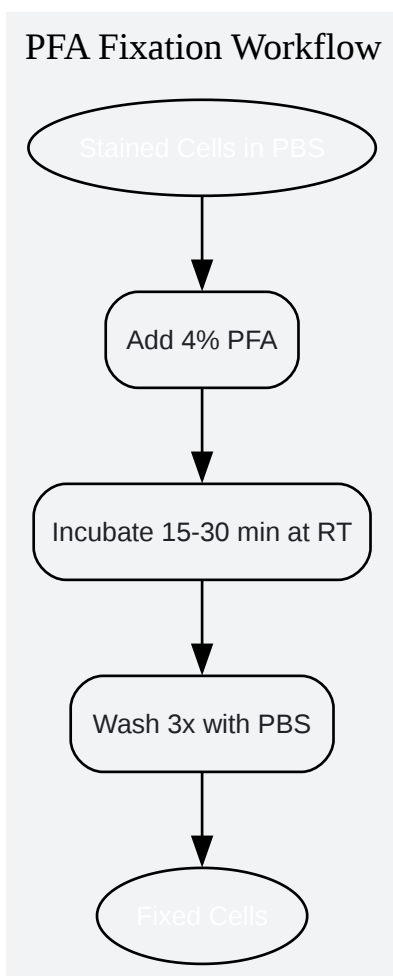 PFA Fixation Workflow
Stained Cells in PBS
Add 4% PFA
Incubate 15-30 min at RT
Wash 3x with PBS
Fixed Cells